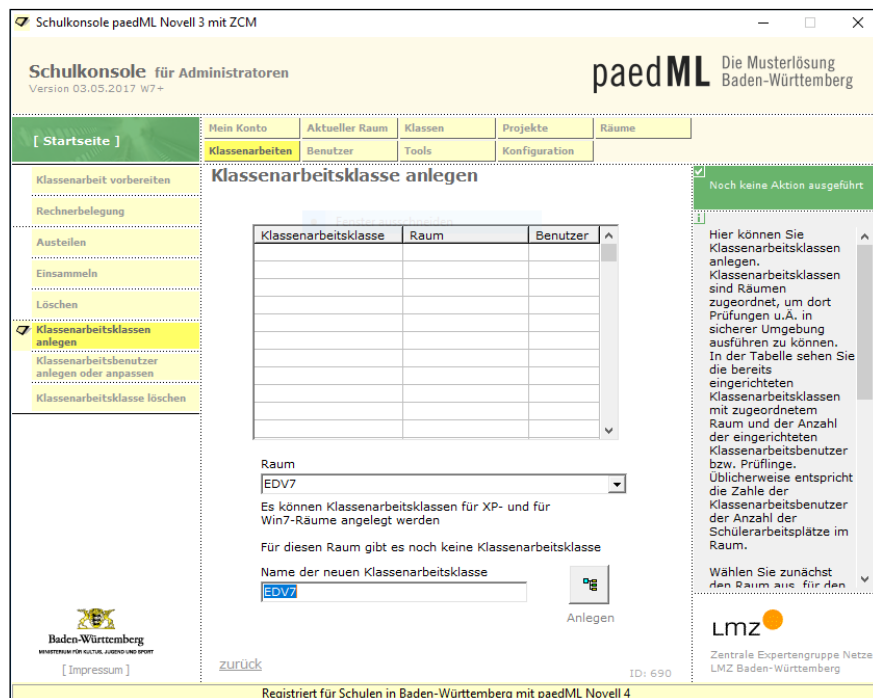 Schulkonsole paedML Novell 3 mit ZCM
Schulkonsole für Administratoren
Version 03.05.2017 W7+
paedML Die Musterlösung
Baden-Württemberg
[ Startseite ]
Mein Konto
Aktueller Raum
Klassen
Projekte
Räume
Klassenarbeiten
Benutzer
Tools
Konfiguration
Klassenarbeit vorbereiten
Rechnerbelegung
Austeilen
Einsammeln
Löschen
Klassenarbeitsklassen
anlegen
Klassenarbeitsbenutzer
anlegen oder anpassen
Klassenarbeitsklasse löschen
Klassenarbeitsklasse anlegen
Fenster ausschneiden
Klassenarbeitsklasse
Raum
Benutzer
Raum
EDV7
Es können Klassenarbeitsklassen für XP- und für
Win7-Räume angelegt werden
Für diesen Raum gibt es noch keine Klassenarbeitsklasse
Name der neuen Klassenarbeitsklasse
EDV7
Anlegen
zurück
ID: 690
Noch keine Aktion ausgeführt
Hier können Sie
Klassenarbeitsklassen
anlegen.
Klassenarbeitsklassen
sind Räumen
zugeordnet, um dort
Prüfungen u.Ä. in
sicherer Umgebung
ausführen zu können.
In der Tabelle sehen Sie
die bereits
eingerichteten
Klassenarbeitsklassen
mit zugeordnetem
Raum und der Anzahl
der eingerichteten
Klassenarbeitsbenutzer
bzw. Prüflinge.
Üblicherweise entspricht
die Zahle der
Klassenarbeitsbenutzer
der Anzahl der
Schülerarbeitsplätze im
Raum.
Wählen Sie zunächst
den Raum aus, für den
Baden-Württemberg
MINISTERIUM FÜR KULTUS, JUGEND UND SPORT
[ Impressum ]
LMZ
Zentrale Expertengruppe Netze
LMZ Baden-Württemberg
Registriert für Schulen in Baden-Württemberg mit paedML Novell 4